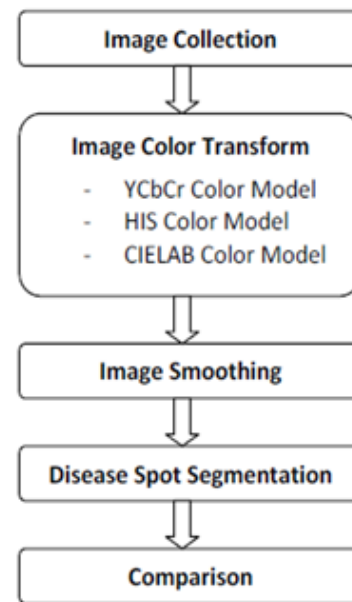 Image Collection
Image Color Transform
- YCbCr Color Model
- HIS Color Model
- CIELAB Color Model
Image Smoothing
Disease Spot Segmentation
Comparison